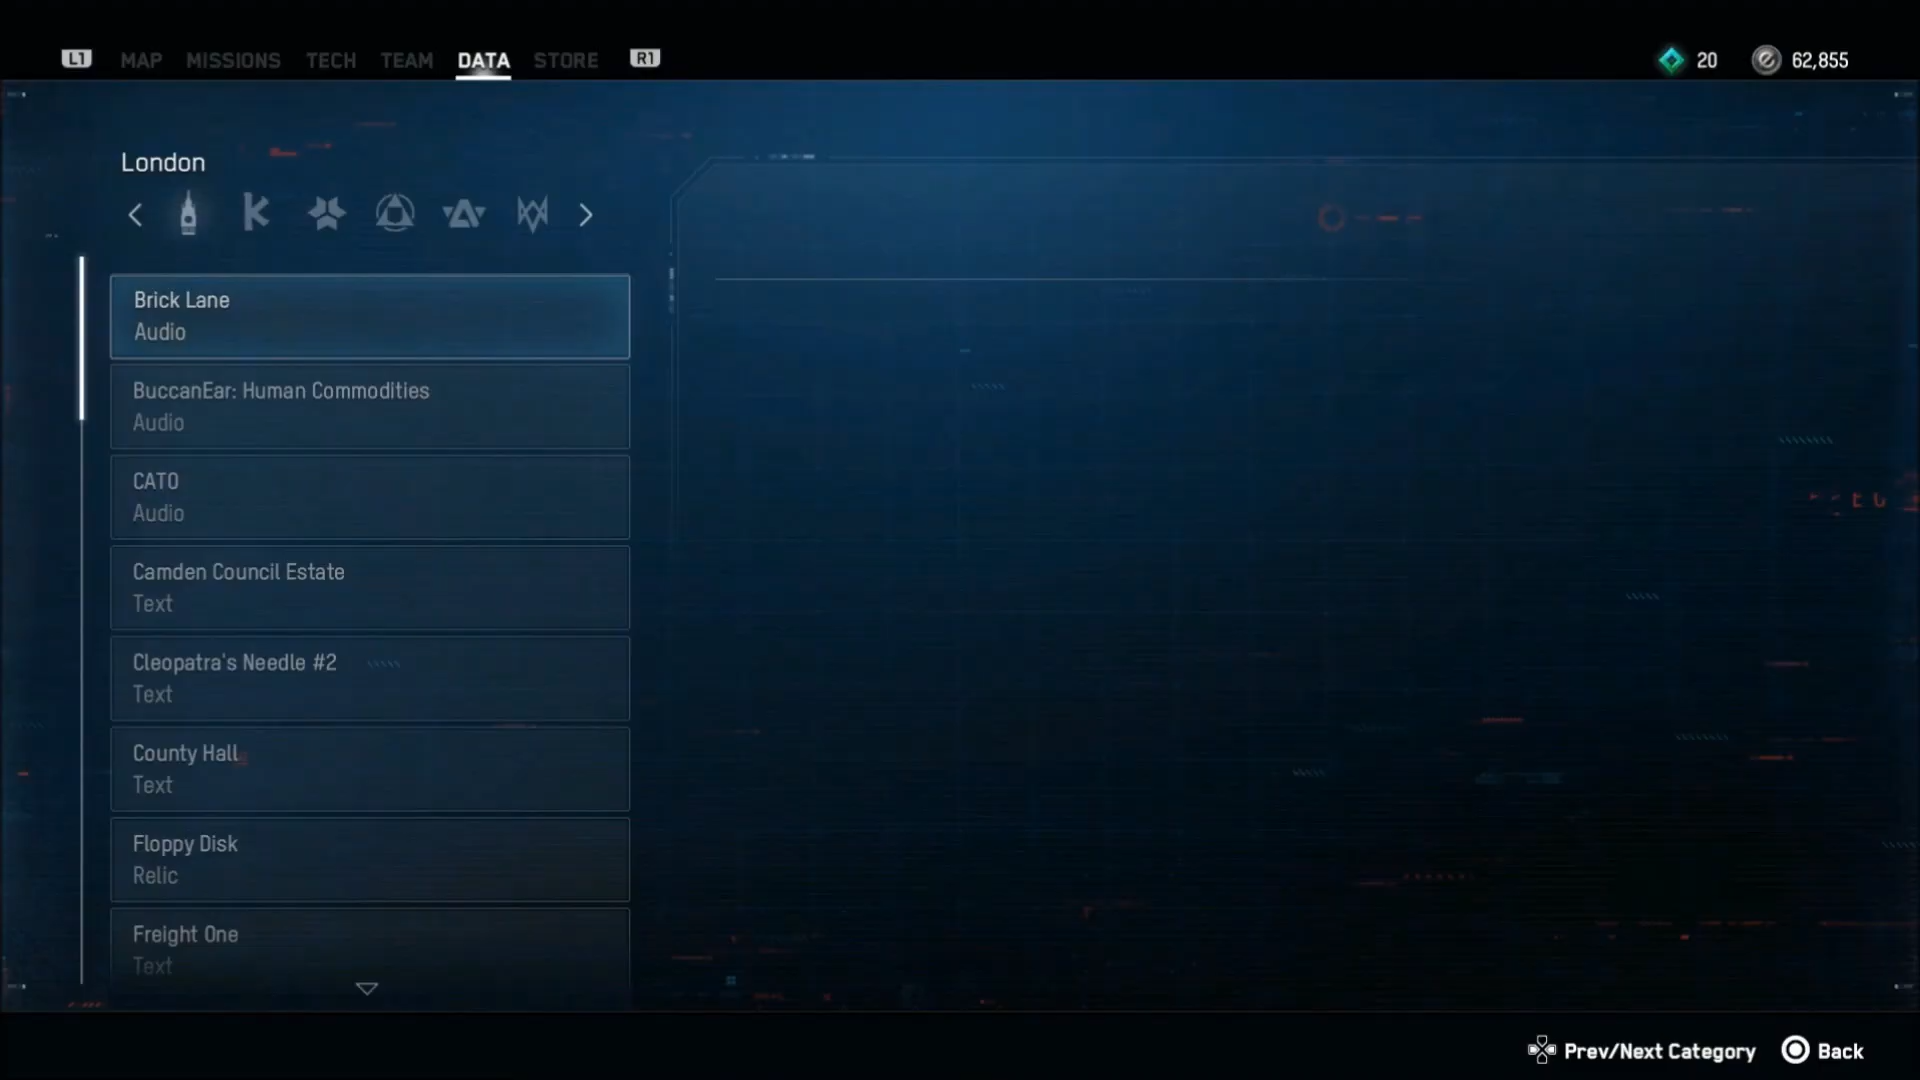 L1 MAP MISSIONS TECH TEAM DATA STORE R1 20 62,855
London
Brick Lane
Audio
BuccanEar: Human Commodities
Audio
CATO
Audio
Camden Council Estate
Text
Cleopatra's Needle #2
Text
County Hall
Text
Floppy Disk
Relic
Freight One
Text
Prev/Next Category Back